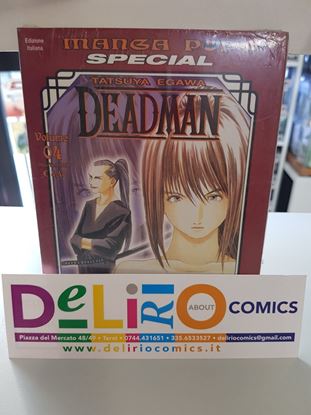 Edizione
Italiana
MANGA P
SPECIAL
TATSUYA EGAWA
DEADMAN
Volume
04
DeLiRiO
ABOUT
COMICS
Piazza del Mercato 48/49 • Terni • 0744.431651 • 335.6533527 • deliriocomics@gmail.com
www.deliriocomics.it